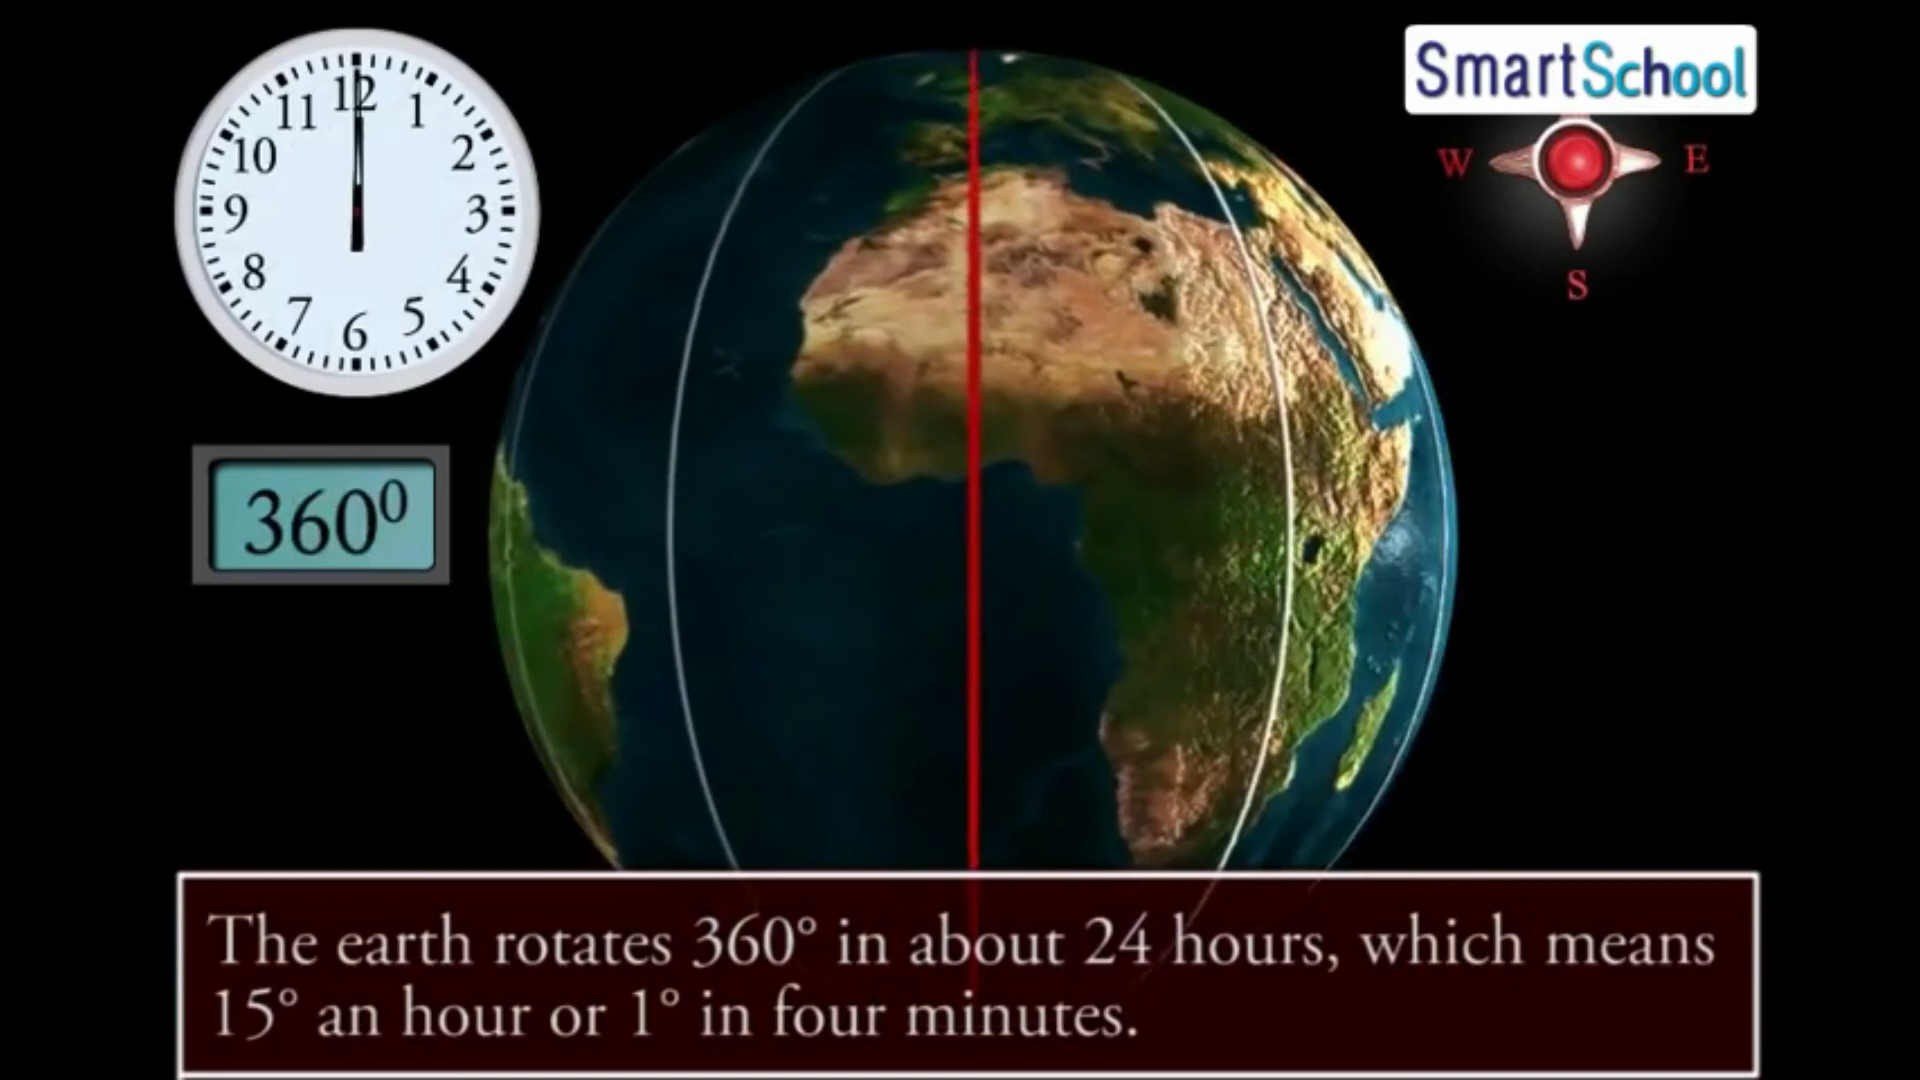 SmartSchool
12
11
1
10
2
9
3
8
4
7
5
6
W
E
S
360⁰
The earth rotates 360° in about 24 hours, which means
15° an hour or 1° in four minutes.